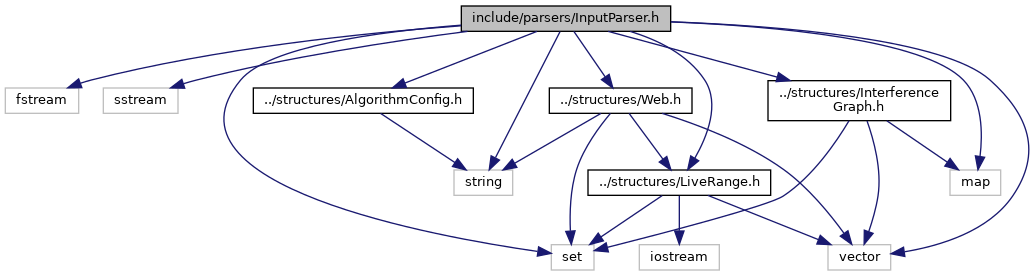 include/parsers/InputParser.h
fstream
sstream
../structures/AlgorithmConfig.h
../structures/Web.h
../structures/Interference
Graph.h
string
../structures/LiveRange.h
map
set
iostream
vector